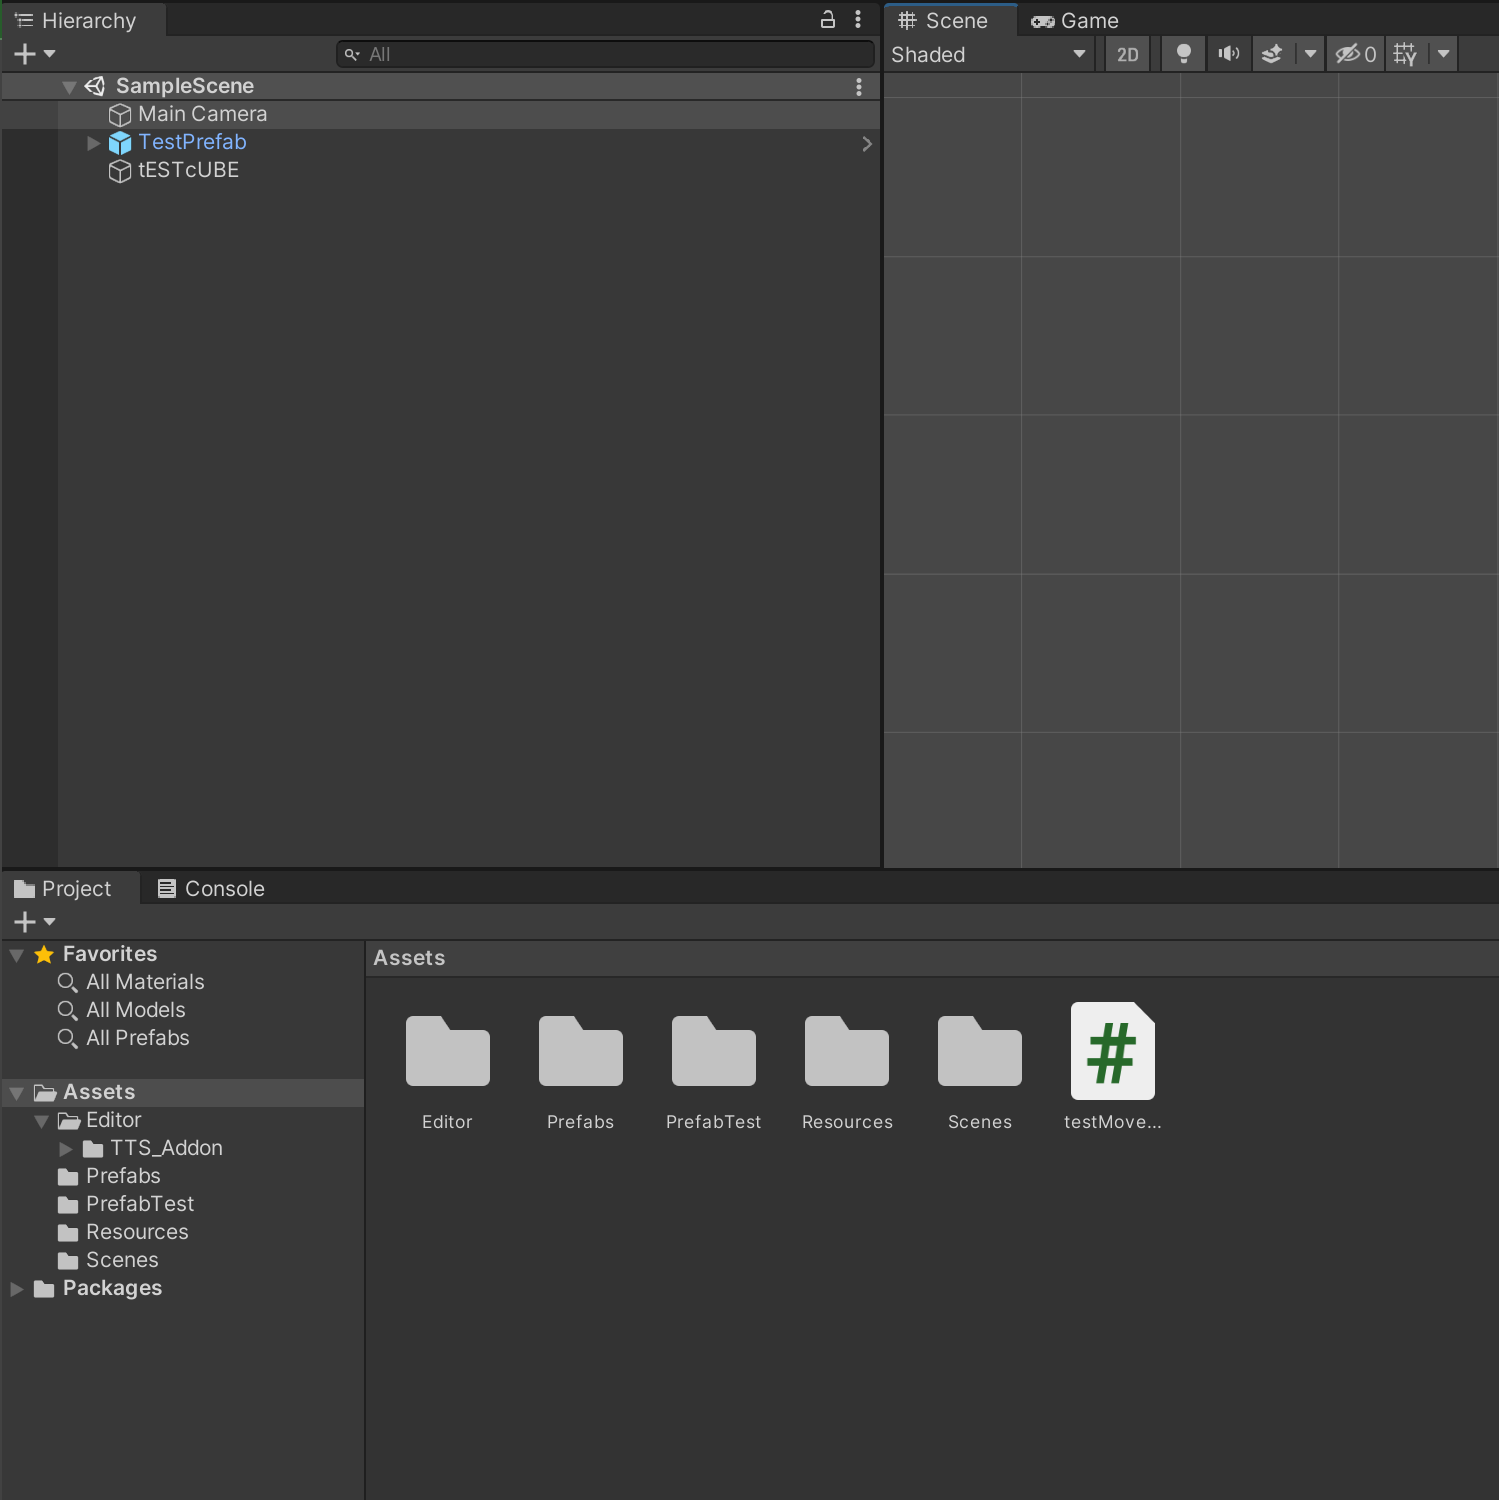 Hierarchy
All
SampleScene
Main Camera
TestPrefab
tESTcUBE
Scene
Game
Shaded
2D
0
Project
Console
Favorites
All Materials
All Models
All Prefabs
Assets
Editor
TTS_Addon
Prefabs
PrefabTest
Resources
Scenes
Packages
Assets
Editor
Prefabs
PrefabTest
Resources
Scenes
testMove...
#